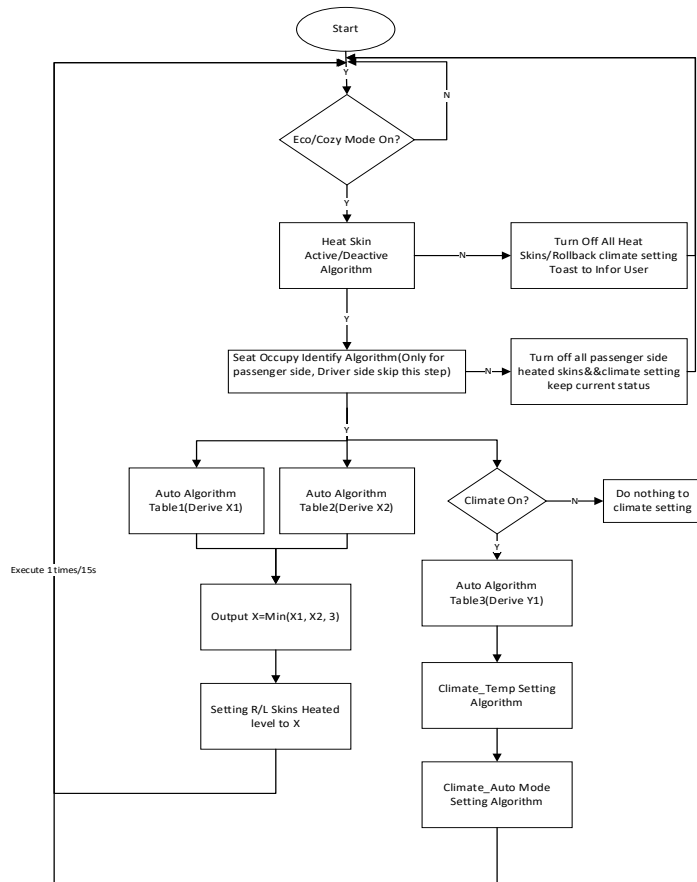 Start
Y
N
Eco/Cozy Mode On?
Y
Heat Skin
Active/Deactive
Algorithm
N
Turn Off All Heat
Skins/Rollback climate setting
Toast to Infor User
Y
Seat Occupy Identify Algorithm(Only for
passenger side, Driver side skip this step)
N
Turn off all passenger side
heated skins&&climate setting
keep current status
Y
Auto Algorithm
Table1(Derive X1)
Auto Algorithm
Table2(Derive X2)
Climate On?
N
Do nothing to
climate setting
Y
Execute 1 times/15s
Auto Algorithm
Table3(Derive Y1)
Output X=Min(X1, X2, 3)
Climate_Temp Setting
Algorithm
Setting R/L Skins Heated
level to X
Climate_Auto Mode
Setting Algorithm